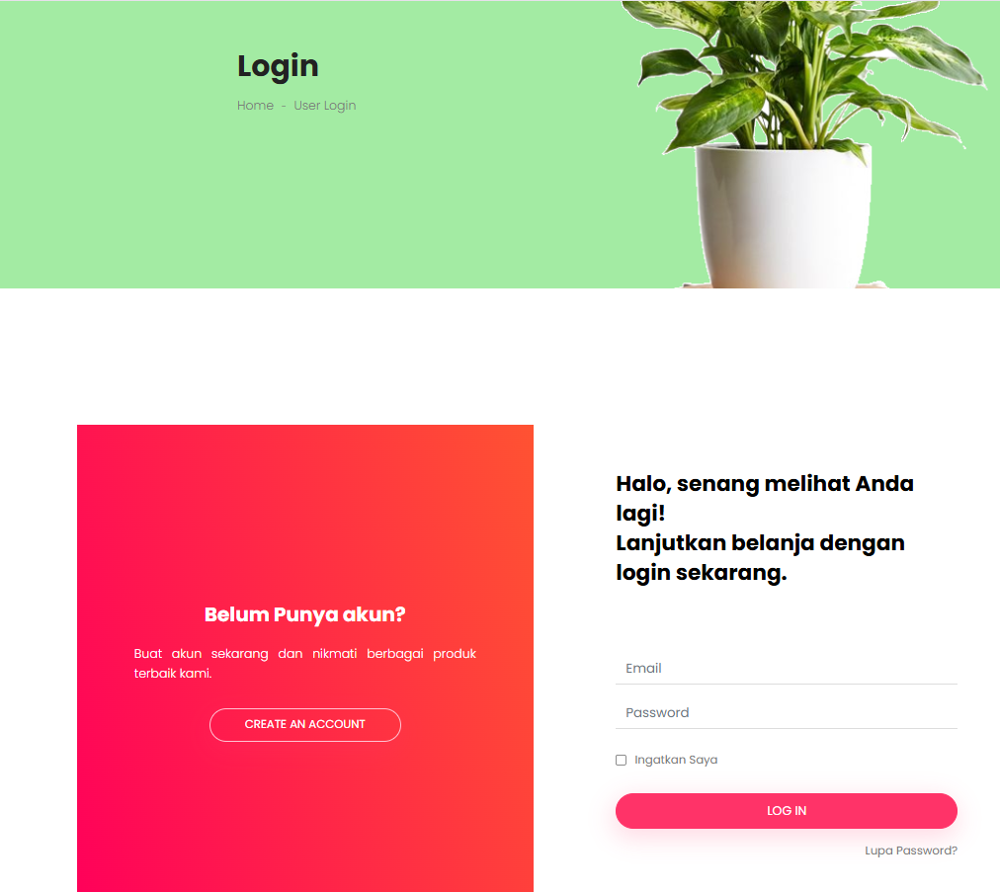 Login
Home - User Login
Belum Punya akun?
Buat akun sekarang dan nikmati berbagai produk
terbaik kami.
CREATE AN ACCOUNT
Halo, senang melihat Anda
lagi!
Lanjutkan belanja dengan
login sekarang.
Email
Password
Ingatkan Saya
LOG IN
Lupa Password?